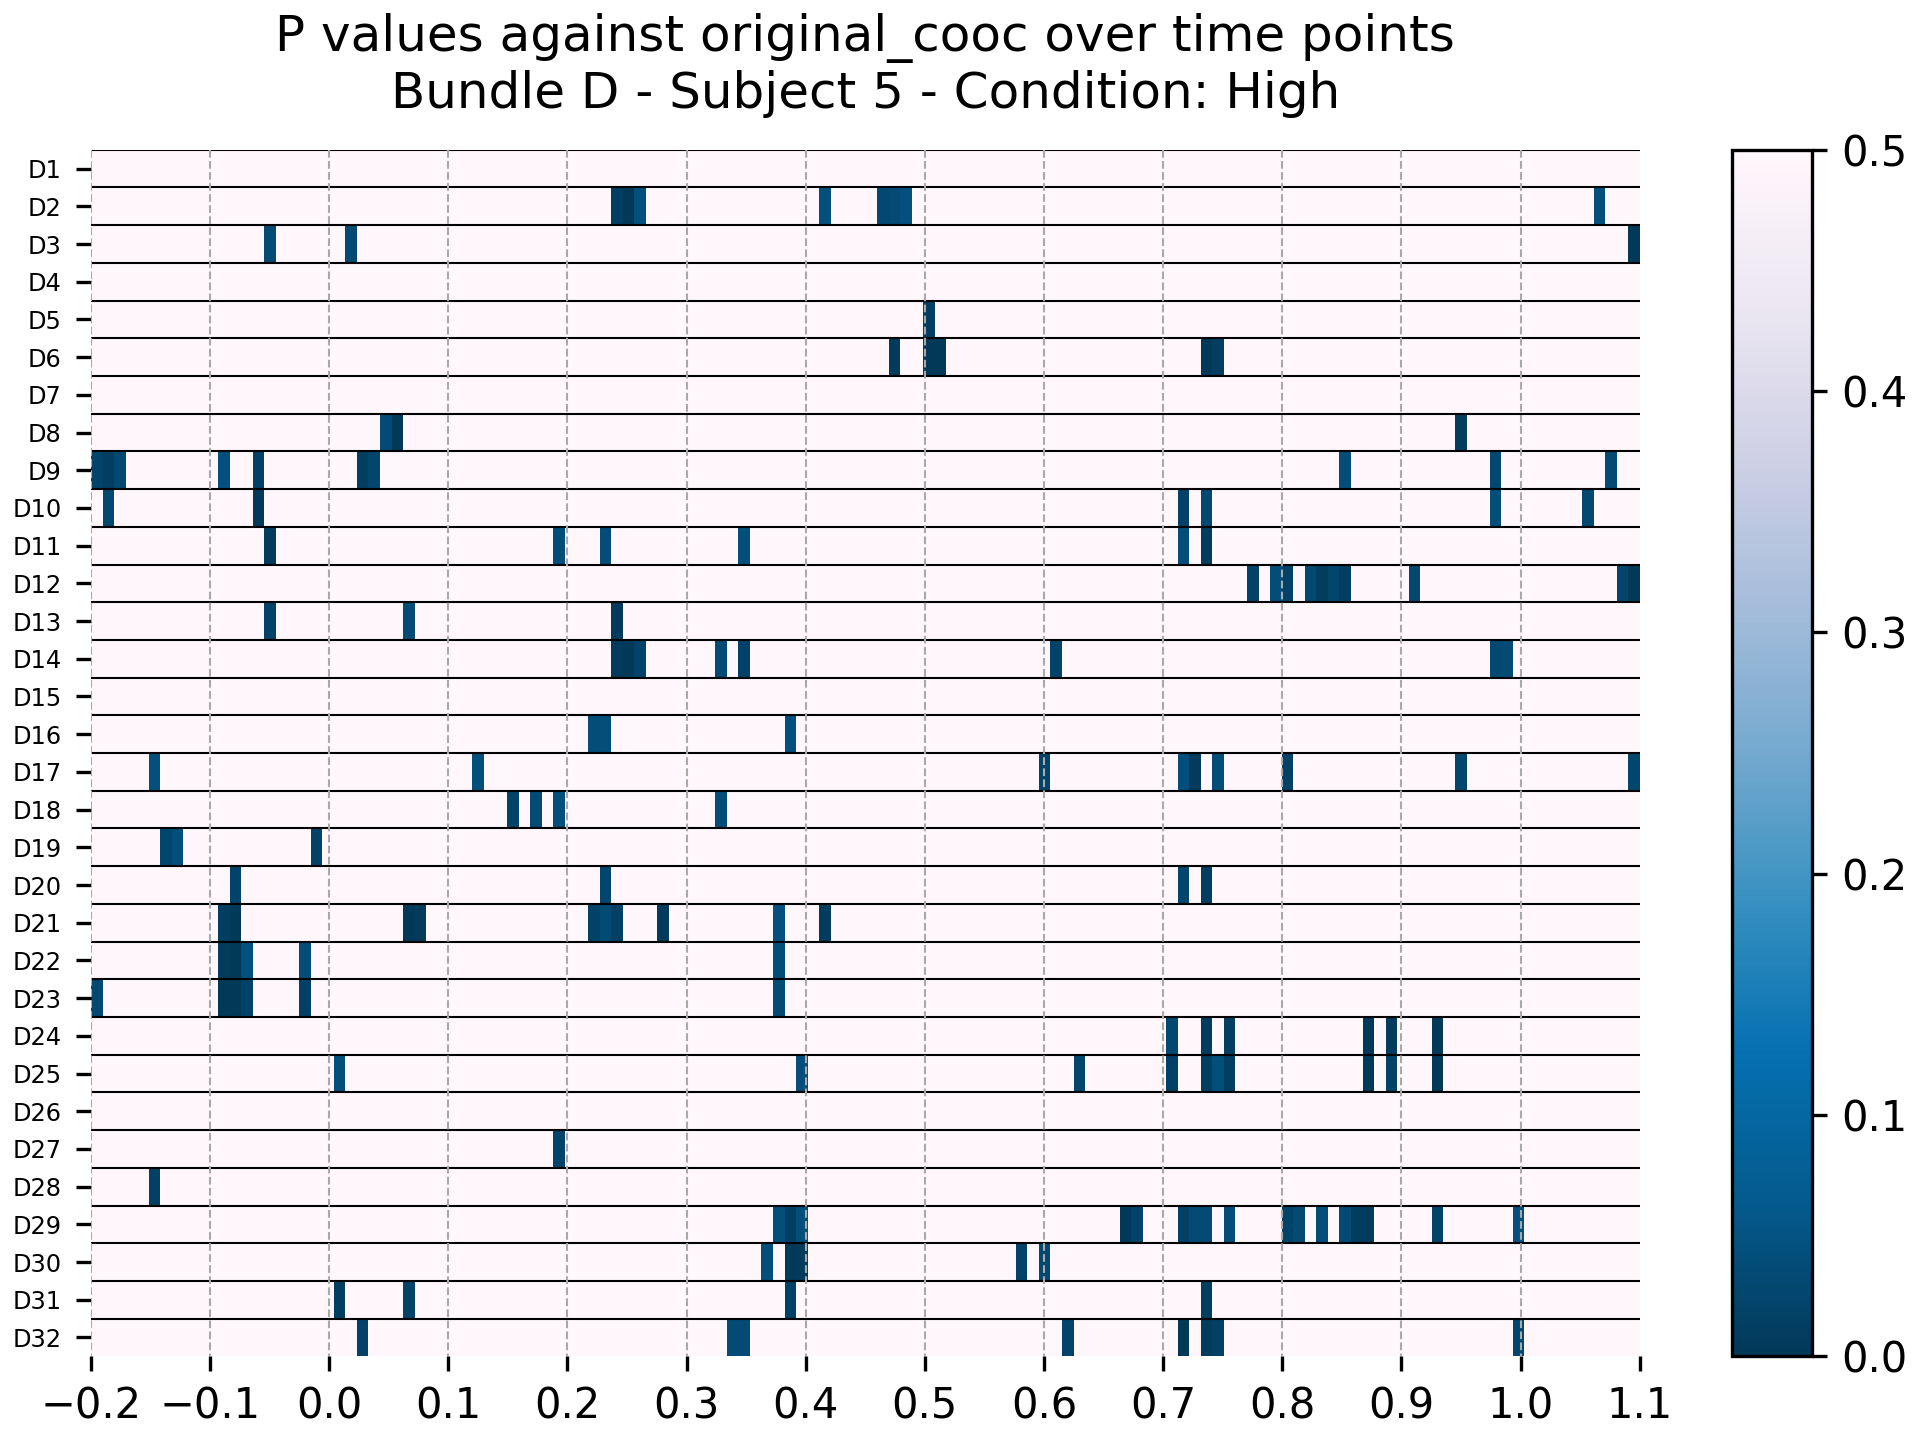 P values against original_cooc over time points
Bundle D - Subject 5 - Condition: High
D1
D2
D3
D4
D5
D6
D7
D8
D9
D10
D11
D12
D13
D14
D15
D16
D17
D18
D19
D20
D21
D22
D23
D24
D25
D26
D27
D28
D29
D30
D31
D32
−0.2 −0.1 0.0 0.1 0.2 0.3 0.4 0.5 0.6 0.7 0.8 0.9 1.0 1.1
0.5
0.4
0.3
0.2
0.1
0.0